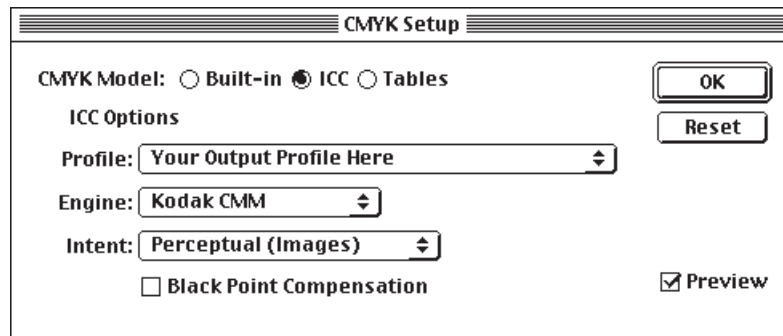 CMYK Setup
CMYK Model: Built-in ICC Tables
OK
ICC Options
Reset
Profile: Your Output Profile Here
Engine: Kodak CMM
Intent: Perceptual (Images)
Black Point Compensation
Preview